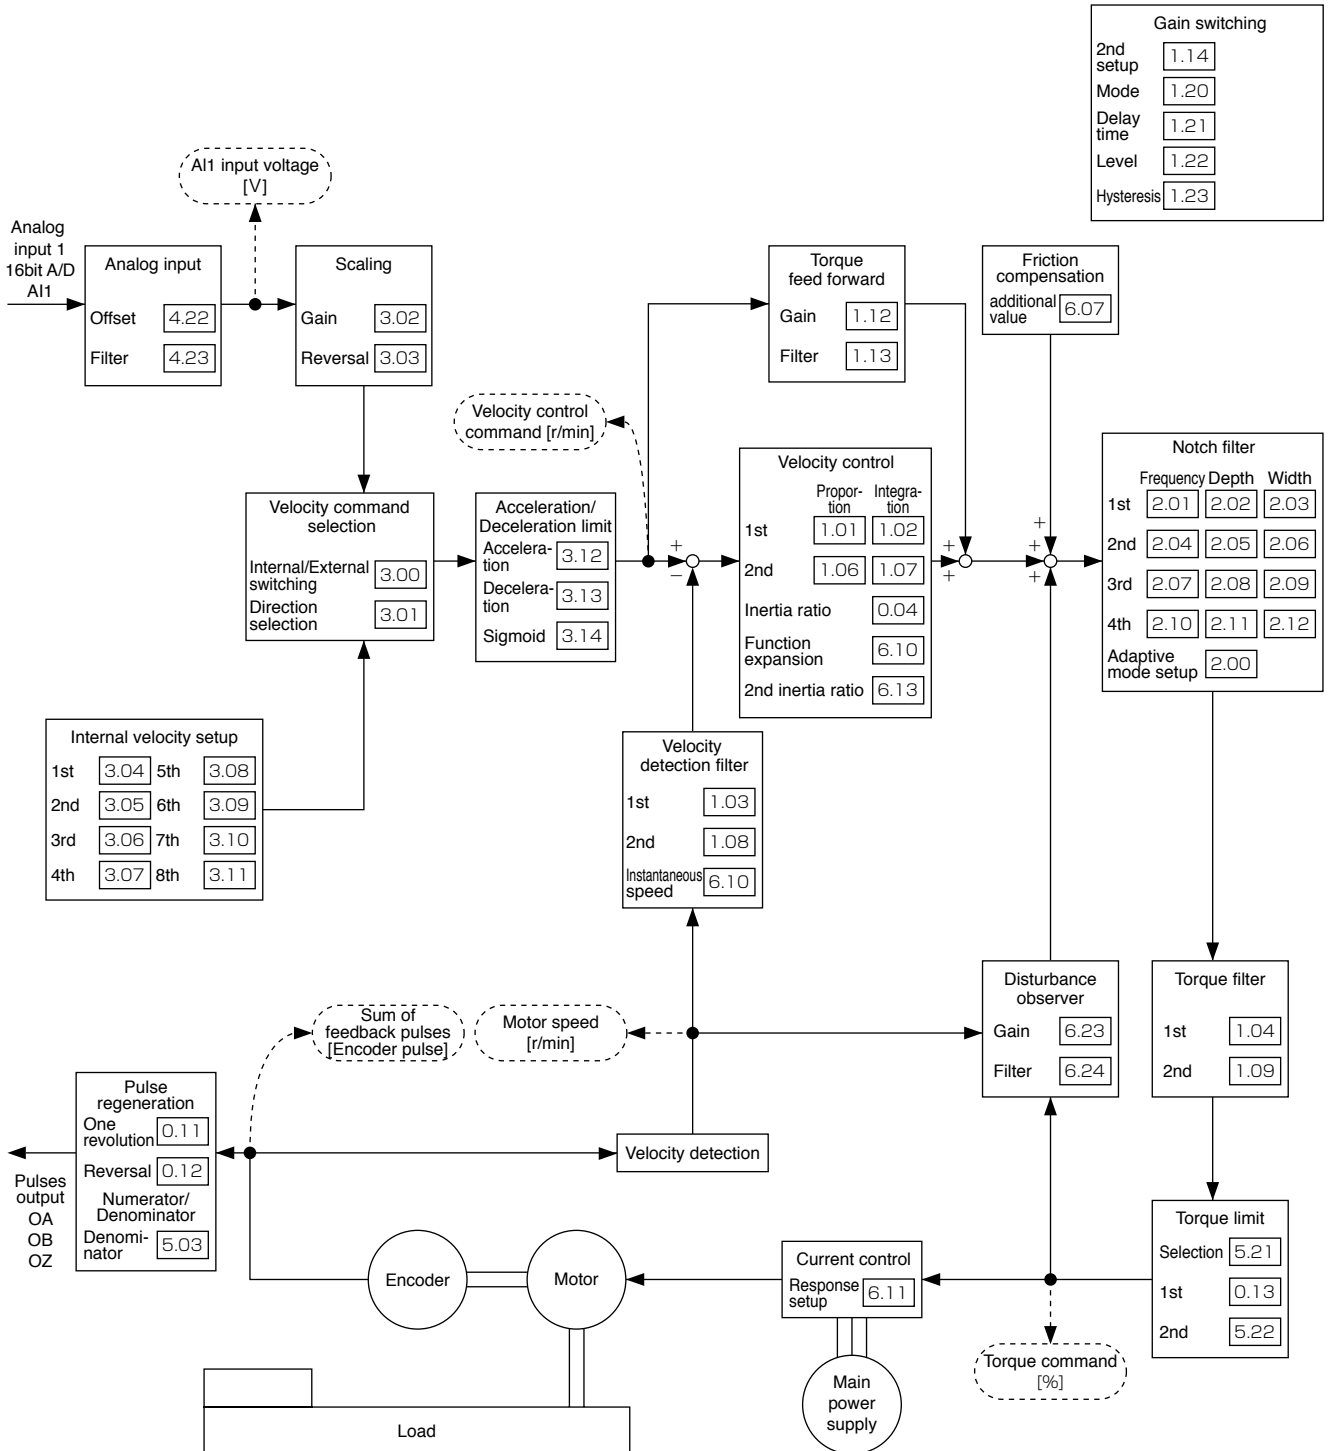 Gain switching
2nd setup 1.14
Mode 1.20
Delay time 1.21
Level 1.22
Hysteresis 1.23
AI1 input voltage
[V]
Analog
input 1
16bit A/D
AI1
Analog input
Offset 4.22
Filter 4.23
Scaling
Gain 3.02
Reversal 3.03
Torque
feed forward
Gain 1.12
Filter 1.13
Friction
compensation
additional value 6.07
Velocity control
command [r/min]
Velocity command
selection
Internal/External switching 3.00
Direction selection 3.01
Acceleration/
Deceleration limit
Accelera-
tion 3.12
Decelera-
tion 3.13
Sigmoid 3.14
+
−
Velocity control
Propor-
tion
Integra-
tion
1st 1.01 1.02
2nd 1.06 1.07
Inertia ratio 0.04
Function expansion 6.10
2nd inertia ratio 6.13
+
+
+
+
+
Notch filter
Frequency Depth Width
1st 2.01 2.02 2.03
2nd 2.04 2.05 2.06
3rd 2.07 2.08 2.09
4th 2.10 2.11 2.12
Adaptive mode setup 2.00
Internal velocity setup
1st 3.04 5th 3.08
2nd 3.05 6th 3.09
3rd 3.06 7th 3.10
4th 3.07 8th 3.11
Velocity
detection filter
1st 1.03
2nd 1.08
Instantaneous speed 6.10
Sum of
feedback pulses
[Encoder pulse]
Motor speed
[r/min]
Disturbance
observer
Gain 6.23
Filter 6.24
Torque filter
1st 1.04
2nd 1.09
Pulse
regeneration
One revolution 0.11
Reversal 0.12
Numerator/
Denominator
Denomi-
nator 5.03
Pulses
output
OA
OB
OZ
Velocity detection
Encoder
Motor
Current control
Response setup 6.11
Torque limit
Selection 5.21
1st 0.13
2nd 5.22
Torque command
[%]
Main
power
supply
Load